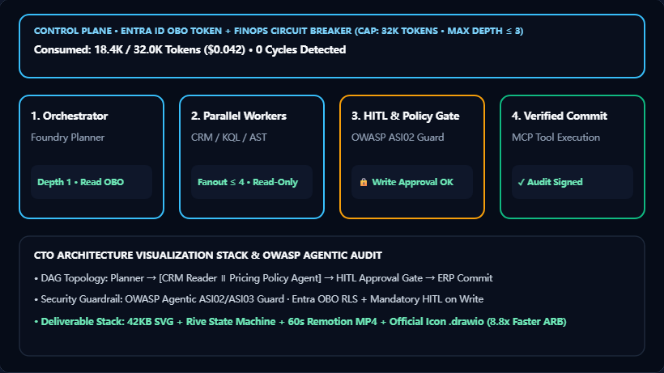 CONTROL PLANE • ENTRA ID OBO TOKEN + FINOPS CIRCUIT BREAKER (CAP: 32K TOKENS • MAX DEPTH ≤ 3)
Consumed: 18.4K / 32.0K Tokens ($0.042) • 0 Cycles Detected
1. Orchestrator
Foundry Planner
Depth 1 • Read OBO
2. Parallel Workers
CRM / KQL / AST
Fanout ≤ 4 • Read-Only
3. HITL & Policy Gate
OWASP ASI02 Guard
🔒 Write Approval OK
4. Verified Commit
MCP Tool Execution
✓ Audit Signed
CTO ARCHITECTURE VISUALIZATION STACK & OWASP AGENTIC AUDIT
• DAG Topology: Planner → [CRM Reader || Pricing Policy Agent] → HITL Approval Gate → ERP Commit
• Security Guardrail: OWASP Agentic ASI02/ASI03 Guard · Entra OBO RLS + Mandatory HITL on Write
• Deliverable Stack: 42KB SVG + Rive State Machine + 60s Remotion MP4 + Official Icon .drawio (8.8x Faster ARB)